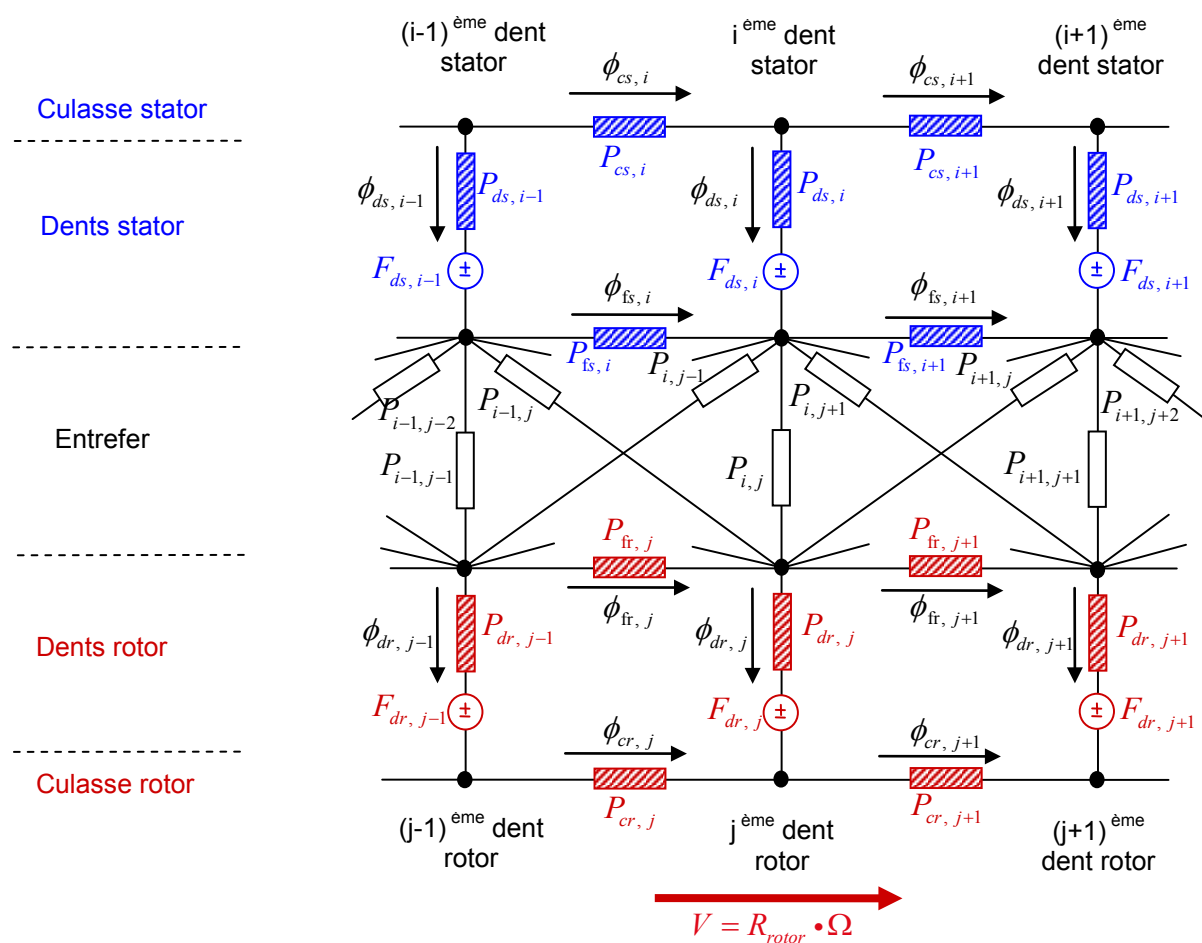 (i-1) ème dent stator
i ème dent stator
(i+1) ème dent stator
ϕcs, i
ϕcs, i+1
Culasse stator
Pcs, i
Pcs, i+1
ϕds, i−1
Pds, i−1
ϕds, i
Pds, i
ϕds, i+1
Pds, i+1
Dents stator
Fds, i−1
±
Fds, i
±
Fds, i+1
±
ϕfs, i
ϕfs, i+1
Pfs, i
Pfs, i+1
Pi, j−1
Pi+1, j
Pi−1, j−2
Pi−1, j
Pi, j+1
Pi+1, j+2
Entrefer
Pi−1, j−1
Pi, j
Pi+1, j+1
Pfr, j
Pfr, j+1
ϕfr, j
ϕfr, j+1
Dents rotor
ϕdr, j−1
Pdr, j−1
ϕdr, j
Pdr, j
ϕdr, j+1
Pdr, j+1
Fdr, j−1
±
Fdr, j
±
Fdr, j+1
±
ϕcr, j
ϕcr, j+1
Culasse rotor
Pcr, j
Pcr, j+1
(j-1) ème dent rotor
j ème dent rotor
(j+1) ème dent rotor
V = Rrotor • Ω